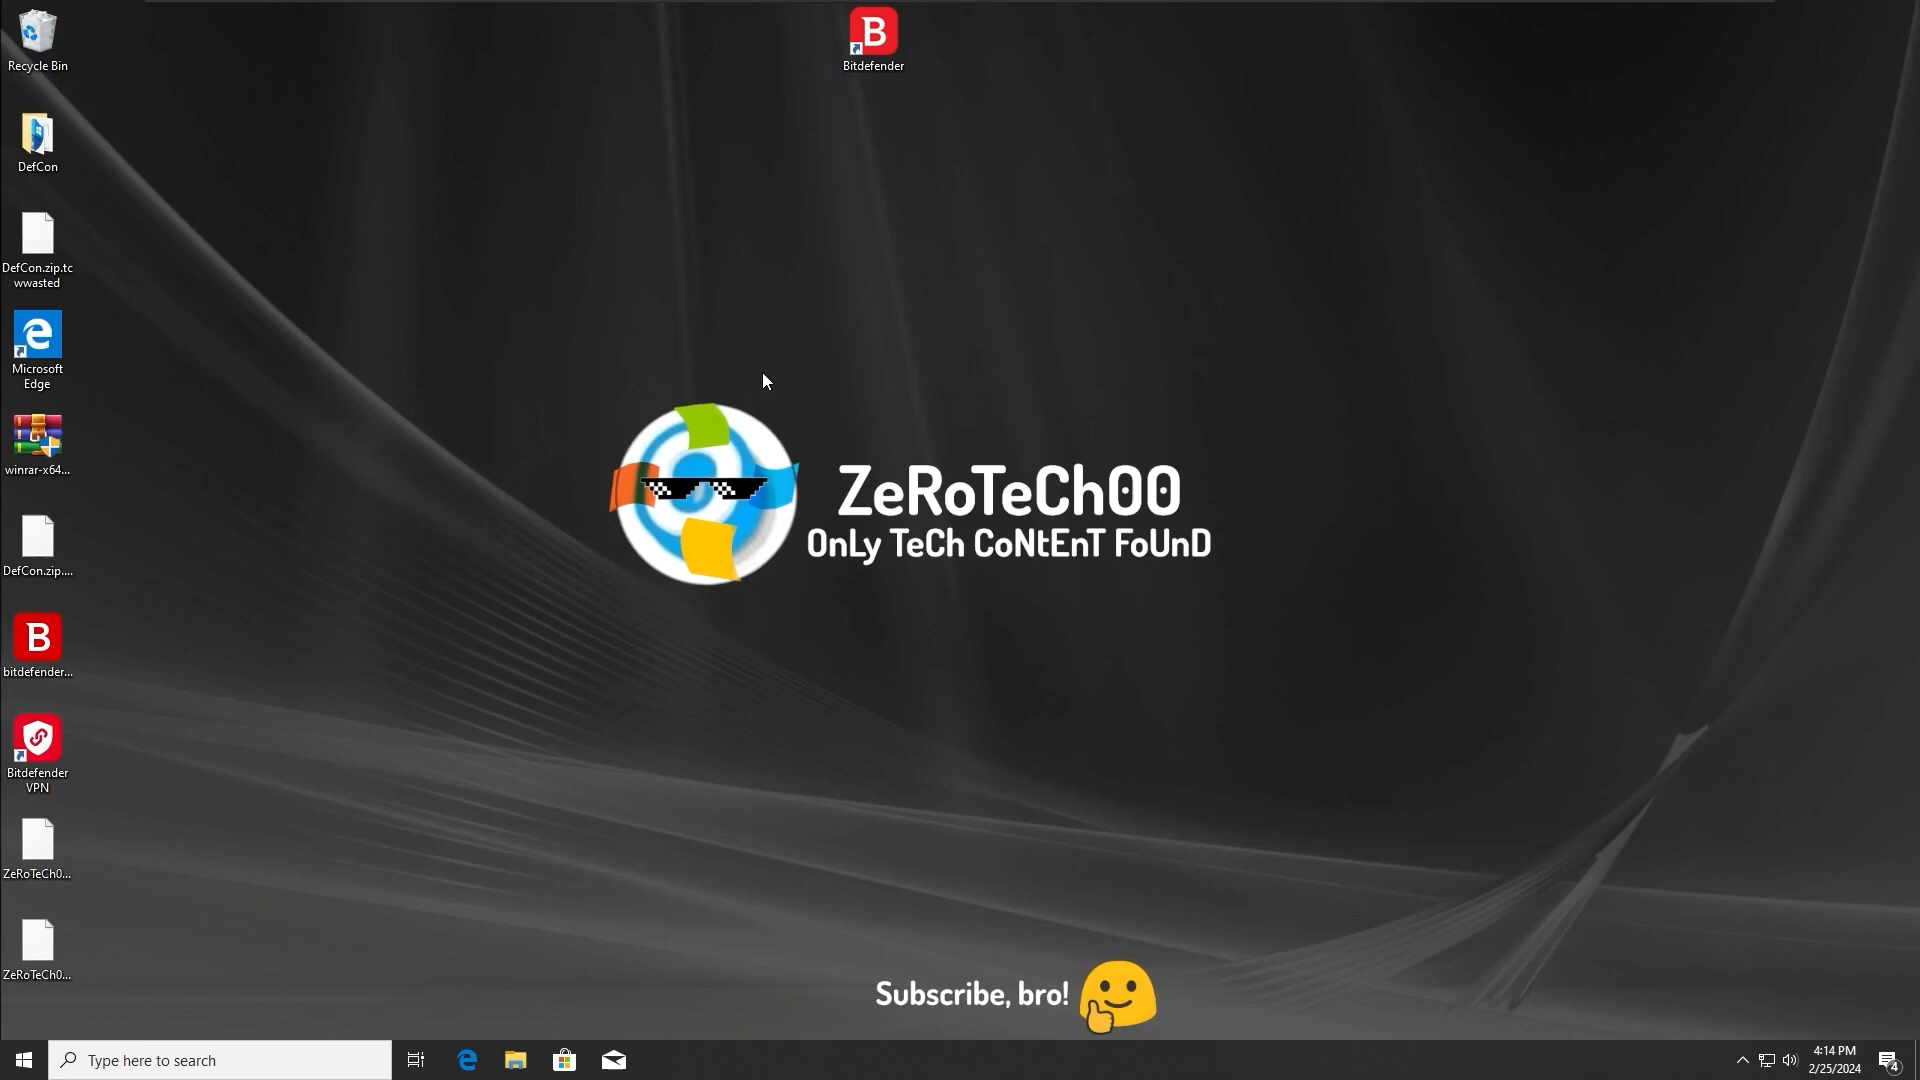 Recycle Bin
Bitdefender
DefCon
DefCon.zip.tc
wwasted
Microsoft
Edge
winrar-x64...
DefCon.zip....
bitdefender...
Bitdefender
VPN
ZeRoTeCh0...
ZeRoTeCh0...
ZeRoTeCh00
OnLy TeCh CoNtEnT FoUnD
Subscribe, bro!
Type here to search
4:14 PM
2/25/2024
4